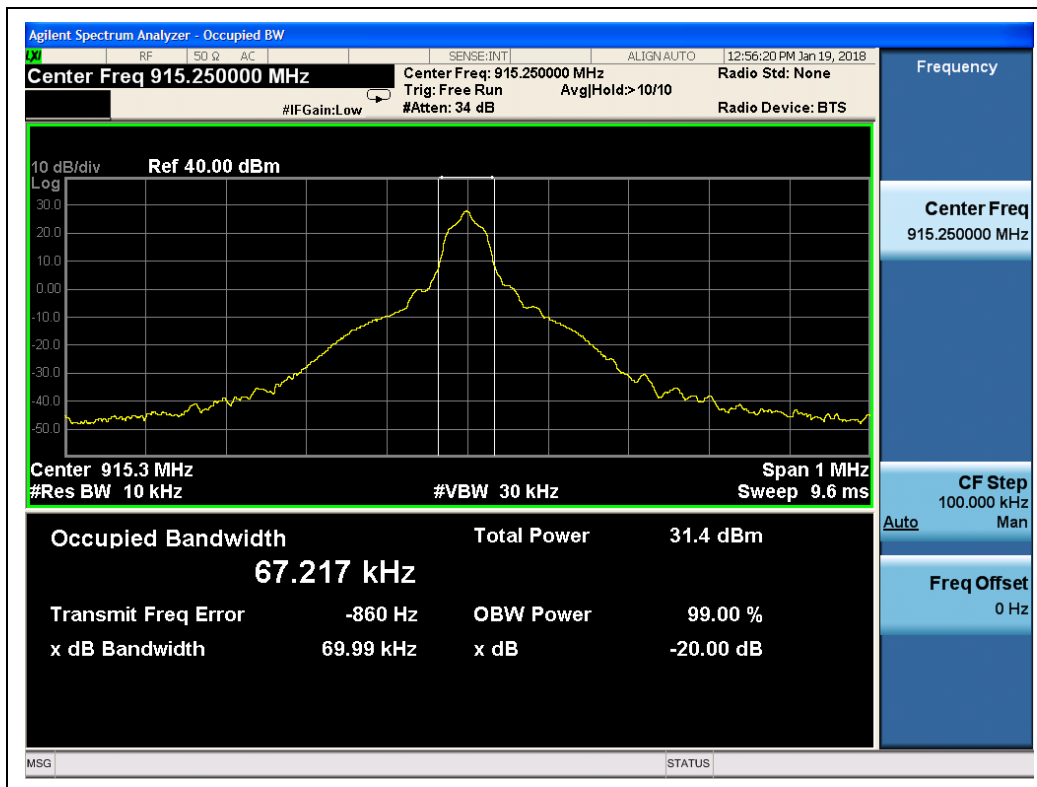 Agilent Spectrum Analyzer - Occupied BW
LXI RF 50 Ω AC SENSE:INT ALIGN AUTO 12:56:20 PM Jan 19, 2018
Center Freq 915.250000 MHz
Center Freq: 915.250000 MHz
Radio Std: None
Trig: Free Run
Avg|Hold:>10/10
#IFGain:Low
#Atten: 34 dB
Radio Device: BTS
10 dB/div
Ref 40.00 dBm
Log
30.0
20.0
10.0
0.00
-10.0
-20.0
-30.0
-40.0
-50.0
Center 915.3 MHz
Span 1 MHz
#Res BW 10 kHz
#VBW 30 kHz
Sweep 9.6 ms
Occupied Bandwidth
Total Power
31.4 dBm
67.217 kHz
Transmit Freq Error
-860 Hz
OBW Power
99.00 %
x dB Bandwidth
69.99 kHz
x dB
-20.00 dB
Frequency
Center Freq
915.250000 MHz
CF Step
100.000 kHz
Auto Man
Freq Offset
0 Hz
MSG
STATUS